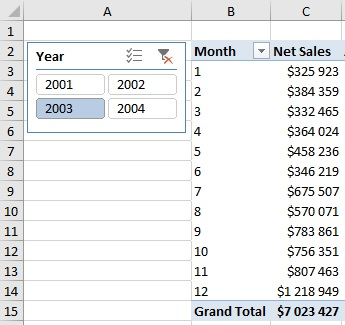 A B C
1
2 Month Net Sales
3 1 $325 923
4 2 $384 359
5 3 $332 465
6 4 $364 024
7 5 $458 236
8 6 $346 219
9 7 $675 507
10 8 $570 071
11 9 $783 861
12 10 $756 351
13 11 $807 463
14 12 $1 218 949
15 Grand Total $7 023 427
Year
2001 2002
2003 2004